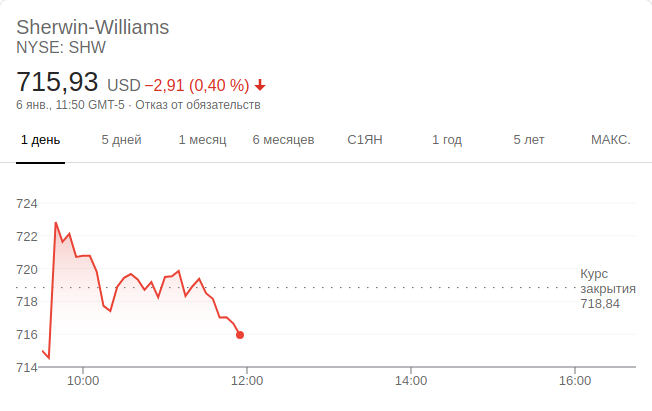 Sherwin-Williams
NYSE: SHW
715,93 USD −2,91 (0,40 %)
6 янв., 11:50 GMT-5 · Отказ от обязательств
1 день 5 дней 1 месяц 6 месяцев С1ЯН 1 год 5 лет МАКС.
724
722
720
718
716
714
Курс
закрытия
718,84
10:00 12:00 14:00 16:00